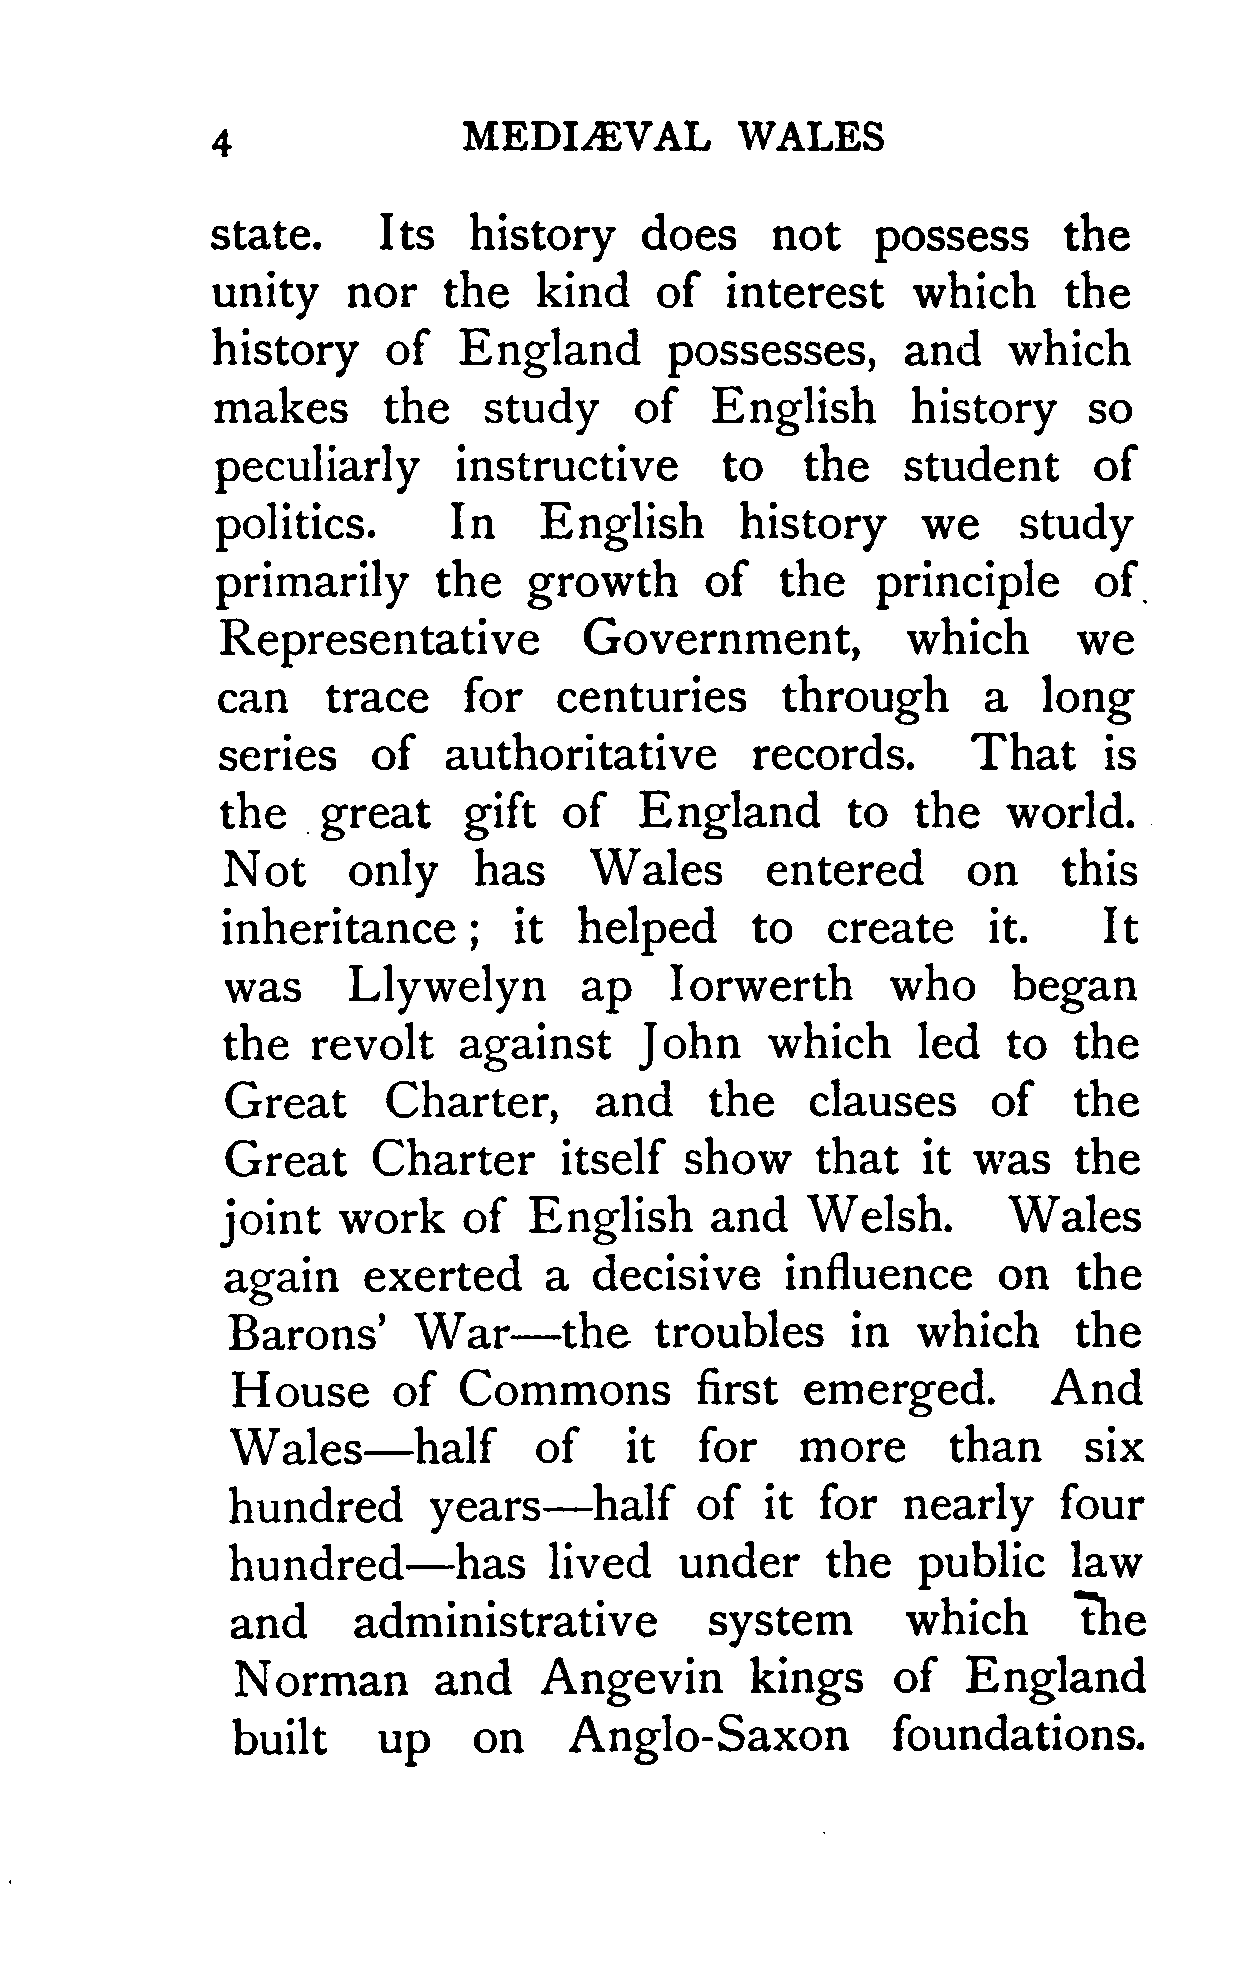 4 MEDIÆVAL WALES
state. Its history does not possess the
unity nor the kind of interest which the
history of England possesses, and which
makes the study of English history so
peculiarly instructive to the student of
politics. In English history we study
primarily the growth of the principle of
Representative Government, which we
can trace for centuries through a long
series of authoritative records. That is
the great gift of England to the world.
Not only has Wales entered on this
inheritance ; it helped to create it. It
was Llywelyn ap Iorwerth who began
the revolt against John which led to the
Great Charter, and the clauses of the
Great Charter itself show that it was the
joint work of English and Welsh. Wales
again exerted a decisive influence on the
Barons' War—the troubles in which the
House of Commons first emerged. And
Wales—half of it for more than six
hundred years—half of it for nearly four
hundred—has lived under the public law
and administrative system which the
Norman and Angevin kings of England
built up on Anglo-Saxon foundations.